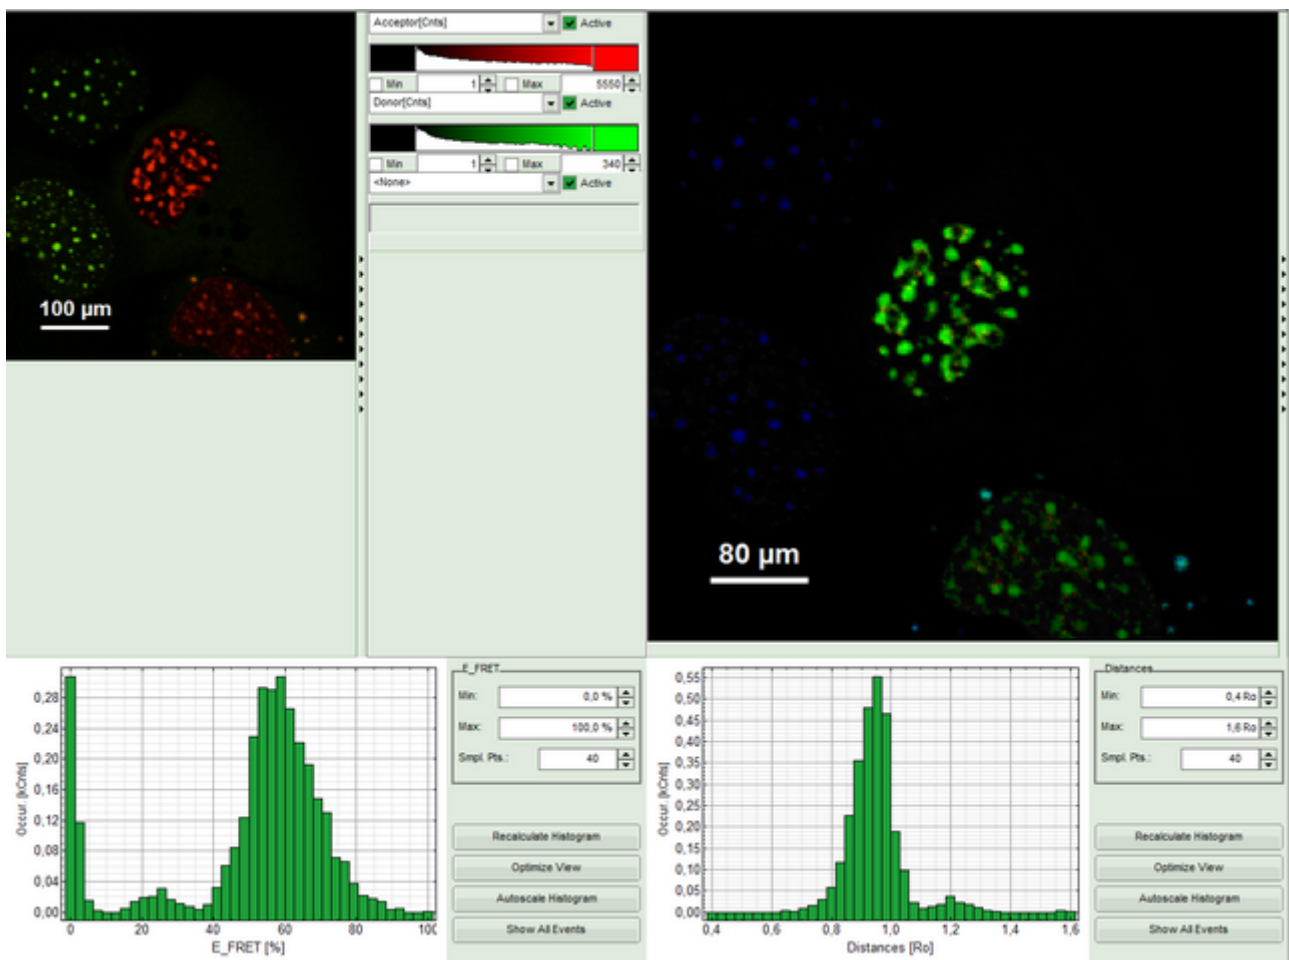 Acceptor[Cnts]
Active
Min
1
Max
5550
Donor[Cnts]
Active
Min
1
Max
340
<None>
Active
100 µm
80 µm
E_FRET
Min:
0,0 %
Max:
100,0 %
Smpl. Pts.:
40
Recalculate Histogram
Optimize View
Autoscale Histogram
Show All Events
0,28
0,24
0,20
0,16
0,12
0,08
0,04
0,00
Occur. [kCnts]
0
20
40
60
80
100
E_FRET [%]
0,55
0,50
0,45
0,40
0,35
0,30
0,25
0,20
0,15
0,10
0,05
0,00
Occur. [kCnts]
0,4
0,6
0,8
1,0
1,2
1,4
1,6
Distances [Ro]
Distances
Min:
0,4 Ro
Max:
1,6 Ro
Smpl. Pts.:
40
Recalculate Histogram
Optimize View
Autoscale Histogram
Show All Events